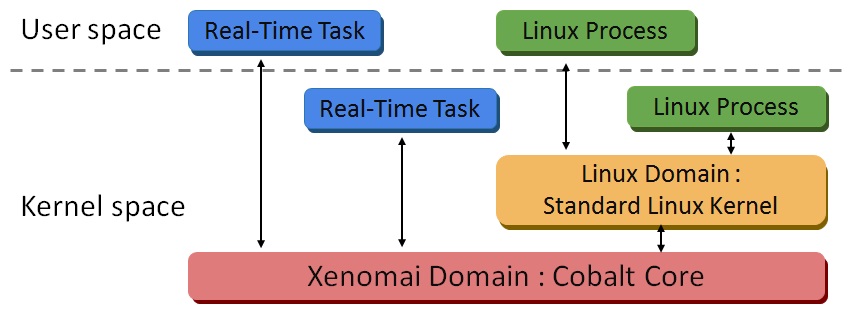 User space
Real-Time Task
Linux Process
Real-Time Task
Linux Process
Linux Domain :
Standard Linux Kernel
Kernel space
Xenomai Domain : Cobalt Core